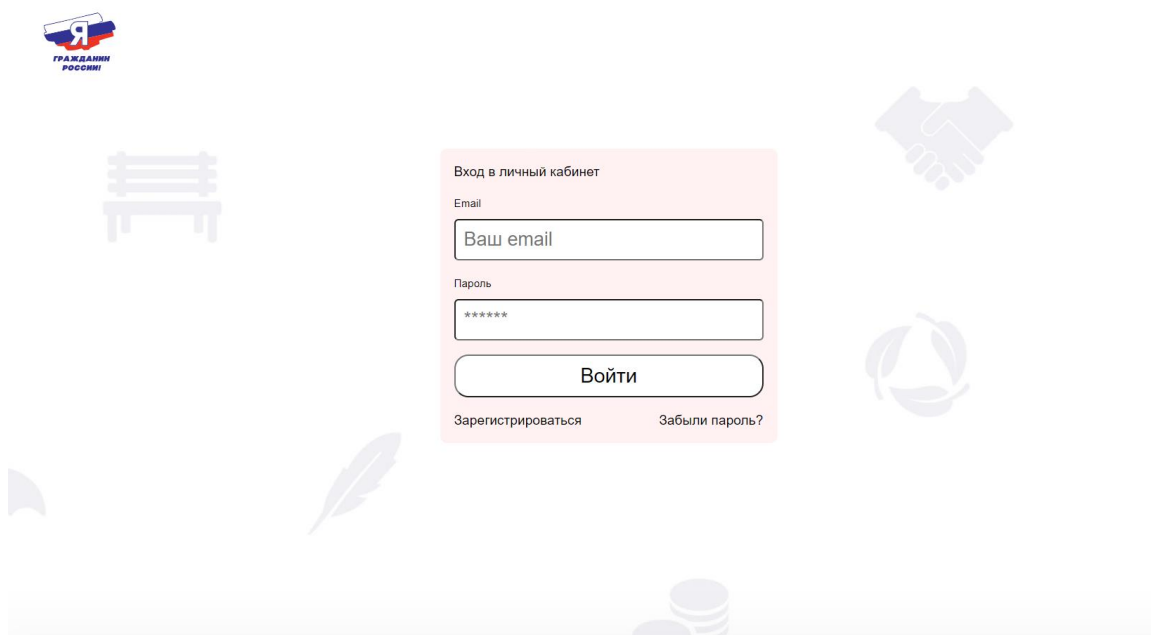 Я
ГРАЖДАНИН
РОССИИ!
Вход в личный кабинет
Email
Ваш email
Пароль
******
Войти
Зарегистрироваться
Забыли пароль?